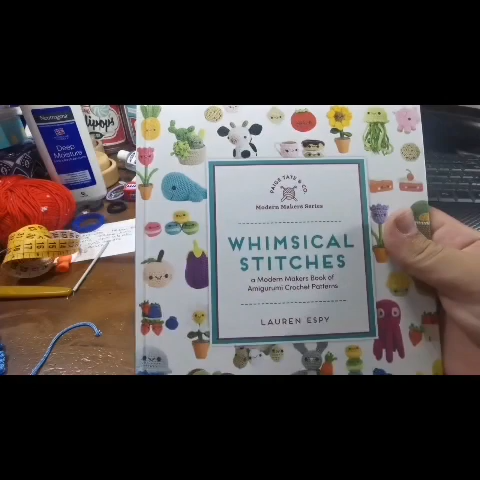 Neutrogena
Deep
Moisture
PAIGE TATE & CO.
Modern Makers Series
WHIMSICAL
STITCHES
a Modern Makers Book of
Amigurumi Crochet Patterns
LAUREN ESPY